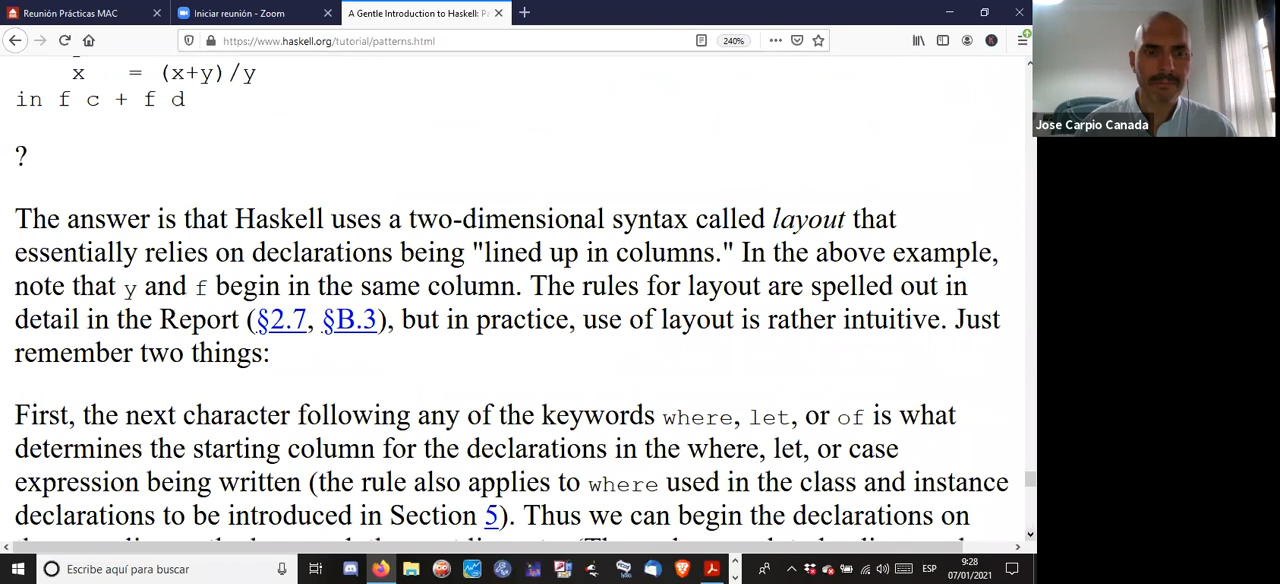 Reunión Prácticas MAC
Iniciar reunión - Zoom
A Gentle Introduction to Haskell: Pa
https://www.haskell.org/tutorial/patterns.html
240%
x = (x+y)/y
in f c + f d
?
The answer is that Haskell uses a two-dimensional syntax called layout that
essentially relies on declarations being "lined up in columns." In the above example,
note that y and f begin in the same column. The rules for layout are spelled out in
detail in the Report (§2.7, §B.3), but in practice, use of layout is rather intuitive. Just
remember two things:
First, the next character following any of the keywords where, let, or of is what
determines the starting column for the declarations in the where, let, or case
expression being written (the rule also applies to where used in the class and instance
declarations to be introduced in Section 5). Thus we can begin the declarations on
Jose Carpio Canada
Escribe aquí para buscar
ESP
9:28
07/01/2021